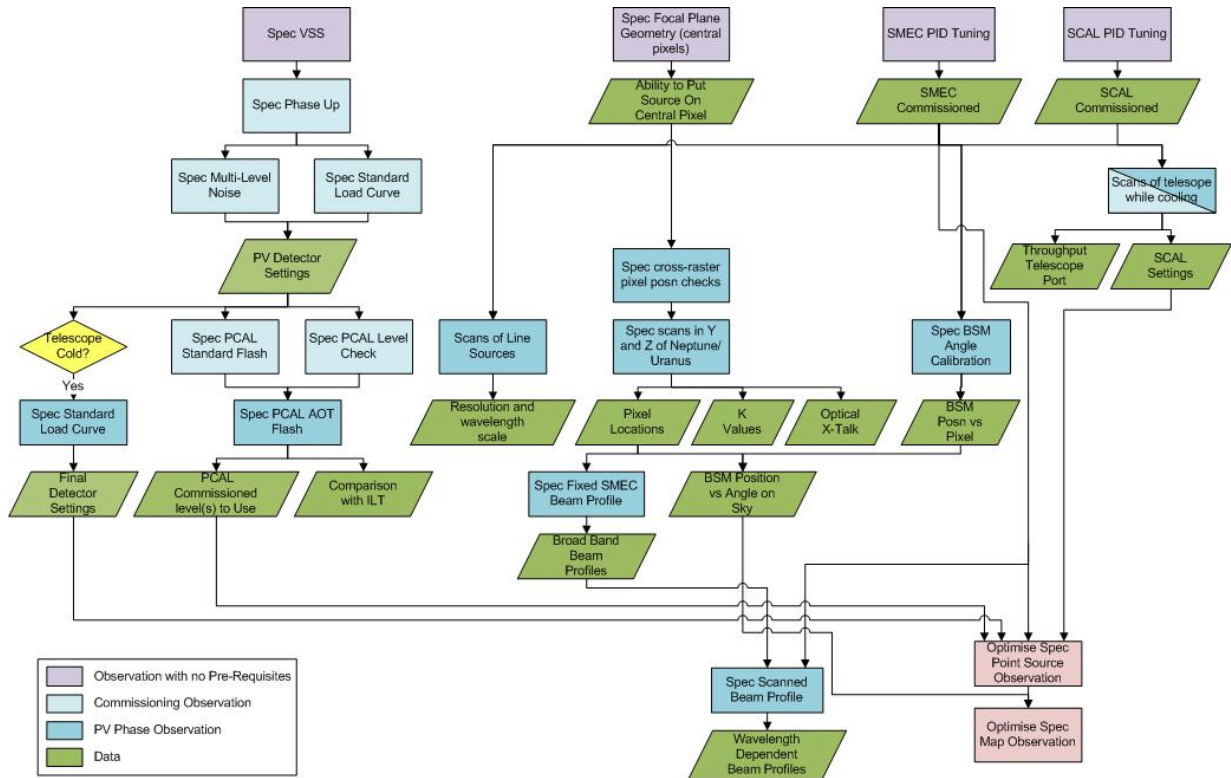 Spec VSS
Spec Focal Plane
Geometry (central
pixels)
SMEC PID Tuning
SCAL PID Tuning
Spec Phase Up
Ability to Put
Source On
Central Pixel
SMEC
Commissioned
SCAL
Commissioned
Spec Multi-Level
Noise
Spec Standard
Load Curve
Scans of telesope
while cooling
PV Detector
Settings
Spec cross-raster
pixel posn checks
Throughput
Telescope
Port
SCAL
Settings
Telescope
Cold?
Spec PCAL
Standard Flash
Spec PCAL Level
Check
Scans of Line
Sources
Spec scans in Y
and Z of Neptune/
Uranus
Spec BSM
Angle
Calibration
Yes
Spec Standard
Load Curve
Spec PCAL AOT
Flash
Resolution and
wavelength
scale
Pixel
Locations
K
Values
Optical
X-Talk
BSM
Posn vs
Pixel
Final
Detector
Settings
PCAL
Commissioned
level(s) to Use
Comparison
with ILT
Spec Fixed SMEC
Beam Profile
BSM Position
vs Angle on
Sky
Broad Band
Beam
Profiles
Optimise Spec
Point Source
Observation
Spec Scanned
Beam Profile
Optimise Spec
Map Observation
Wavelength
Dependent
Beam Profiles
Observation with no Pre-Requisites
Commissioning Observation
PV Phase Observation
Data